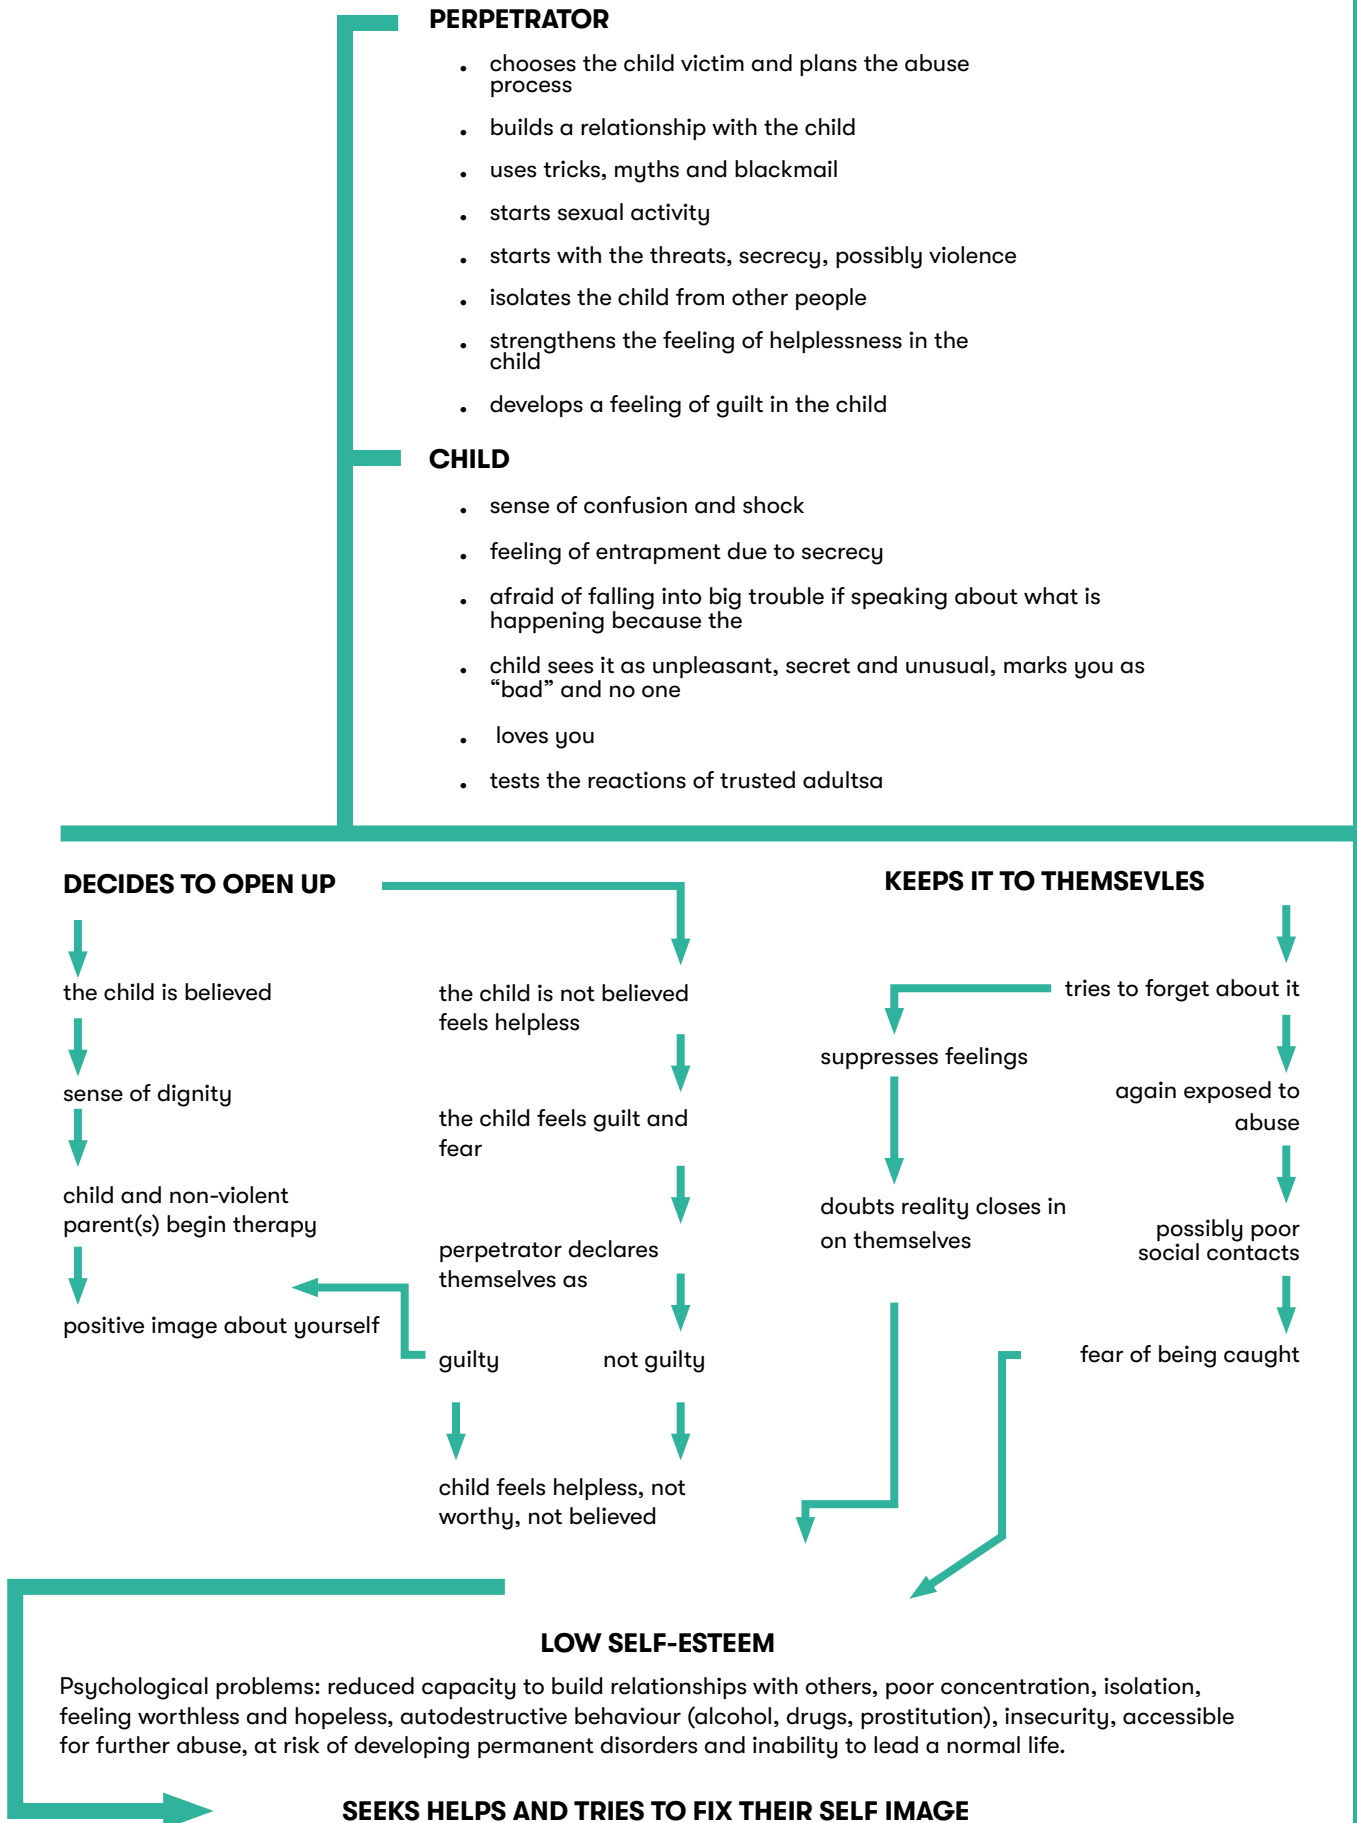 PERPETRATOR
. chooses the child victim and plans the abuse
process
. builds a relationship with the child
. uses tricks, myths and blackmail
. starts sexual activity
. starts with the threats, secrecy, possibly violence
. isolates the child from other people
. strengthens the feeling of helplessness in the
child
. develops a feeling of guilt in the child
CHILD
. sense of confusion and shock
. feeling of entrapment due to secrecy
. afraid of falling into big trouble if speaking about what is
happening because the
. child sees it as unpleasant, secret and unusual, marks you as
“bad” and no one
. loves you
. tests the reactions of trusted adultsa
DECIDES TO OPEN UP
the child is believed
sense of dignity
child and non-violent
parent(s) begin therapy
positive image about yourself
the child is not believed
feels helpless
the child feels guilt and
fear
perpetrator declares
themselves as
guilty
not guilty
child feels helpless, not
worthy, not believed
KEEPS IT TO THEMSEVLES
tries to forget about it
suppresses feelings
doubts reality closes in
on themselves
again exposed to
abuse
possibly poor
social contacts
fear of being caught
LOW SELF-ESTEEM
Psychological problems: reduced capacity to build relationships with others, poor concentration, isolation,
feeling worthless and hopeless, autodestructive behaviour (alcohol, drugs, prostitution), insecurity, accessible
for further abuse, at risk of developing permanent disorders and inability to lead a normal life.
SEEKS HELPS AND TRIES TO FIX THEIR SELF IMAGE